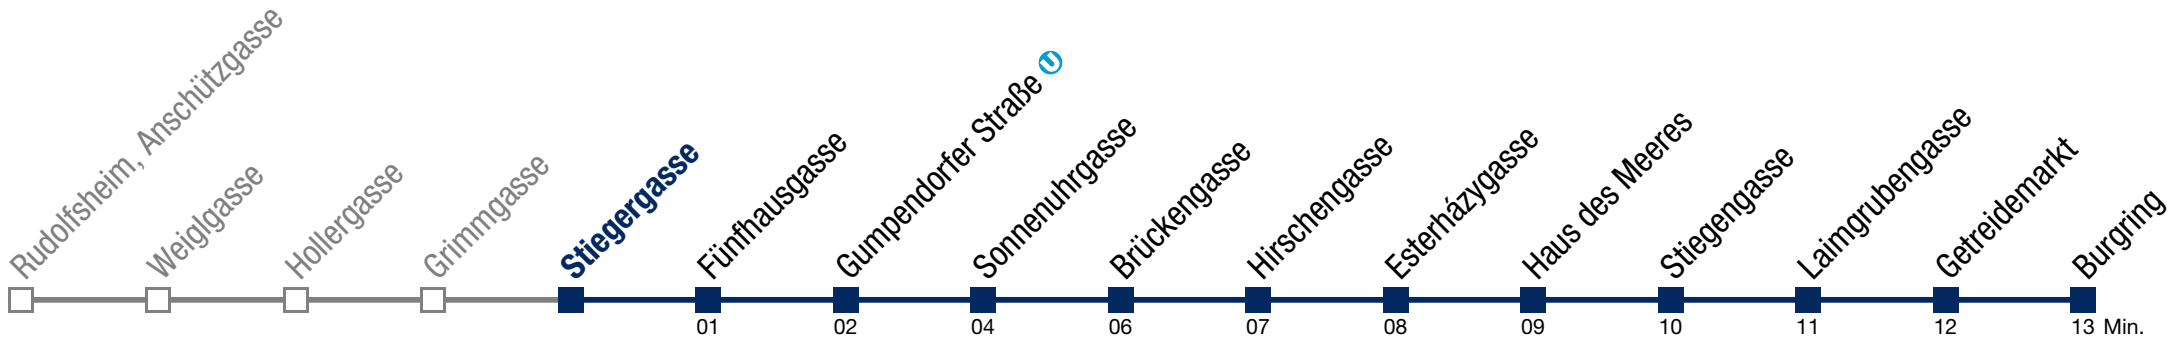 Rudolfsheim, Anschützgasse
Weiglgasse
Hollergasse
Grimmgasse
Stiegergasse
Fünfhausgasse
Gumpendorfer Straße
Sonnenuhrgasse
Brückengasse
Hirschengasse
Esterházygasse
Haus des Meeres
Stiegengasse
Laimgrubengasse
Getreidemarkt
Burgring
01 02 04 06 07 08 09 10 11 12 13 Min.